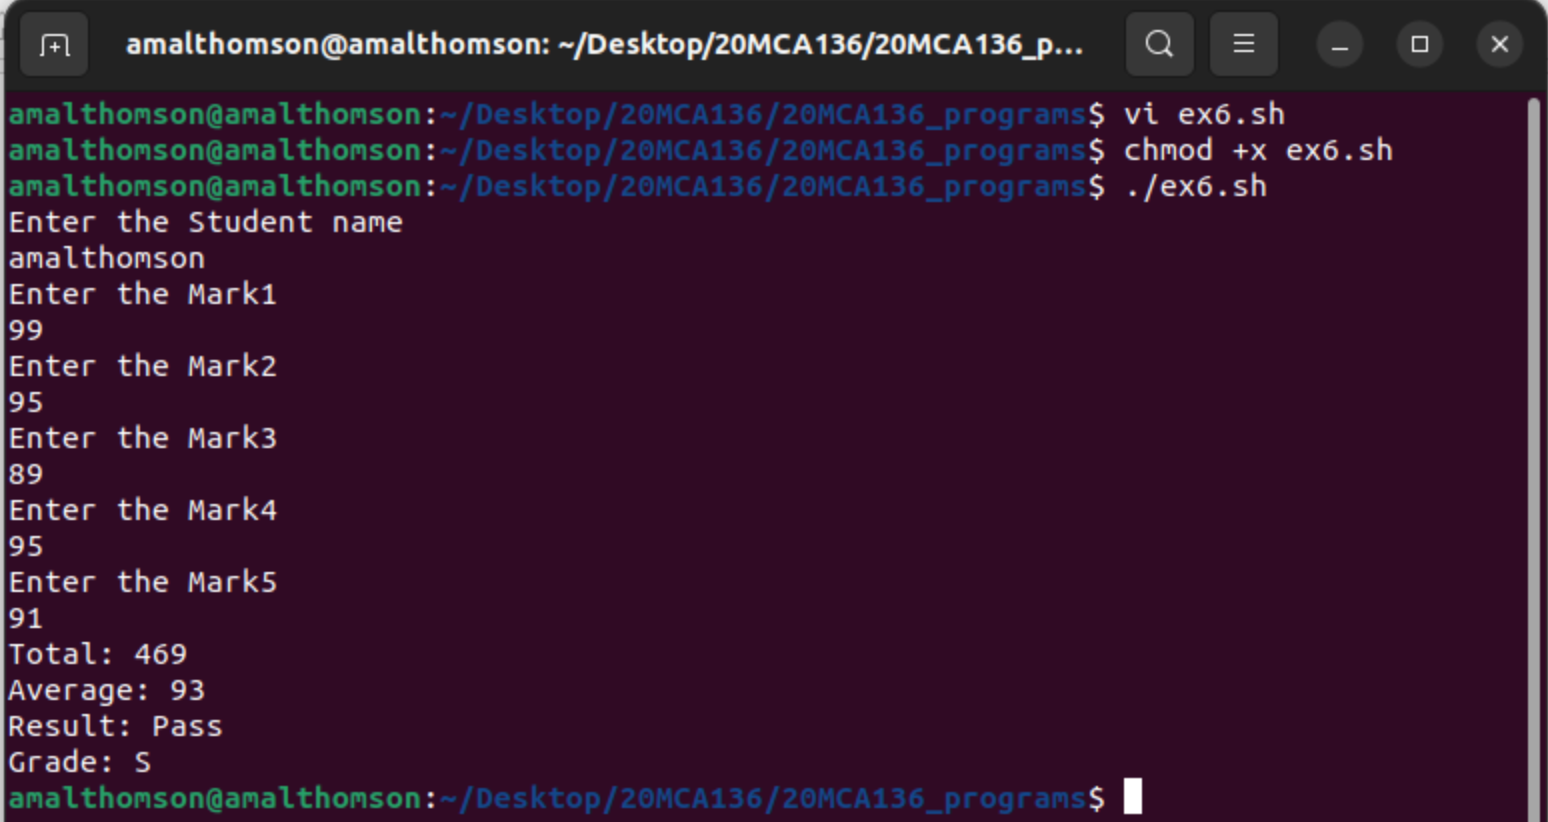 amalthomson@amalthomson: ~/Desktop/20MCA136/20MCA136_p...
amalthomson@amalthomson:~/Desktop/20MCA136/20MCA136_programs$ vi ex6.sh
amalthomson@amalthomson:~/Desktop/20MCA136/20MCA136_programs$ chmod +x ex6.sh
amalthomson@amalthomson:~/Desktop/20MCA136/20MCA136_programs$ ./ex6.sh
Enter the Student name
amalthomson
Enter the Mark1
99
Enter the Mark2
95
Enter the Mark3
89
Enter the Mark4
95
Enter the Mark5
91
Total: 469
Average: 93
Result: Pass
Grade: S
amalthomson@amalthomson:~/Desktop/20MCA136/20MCA136_programs$